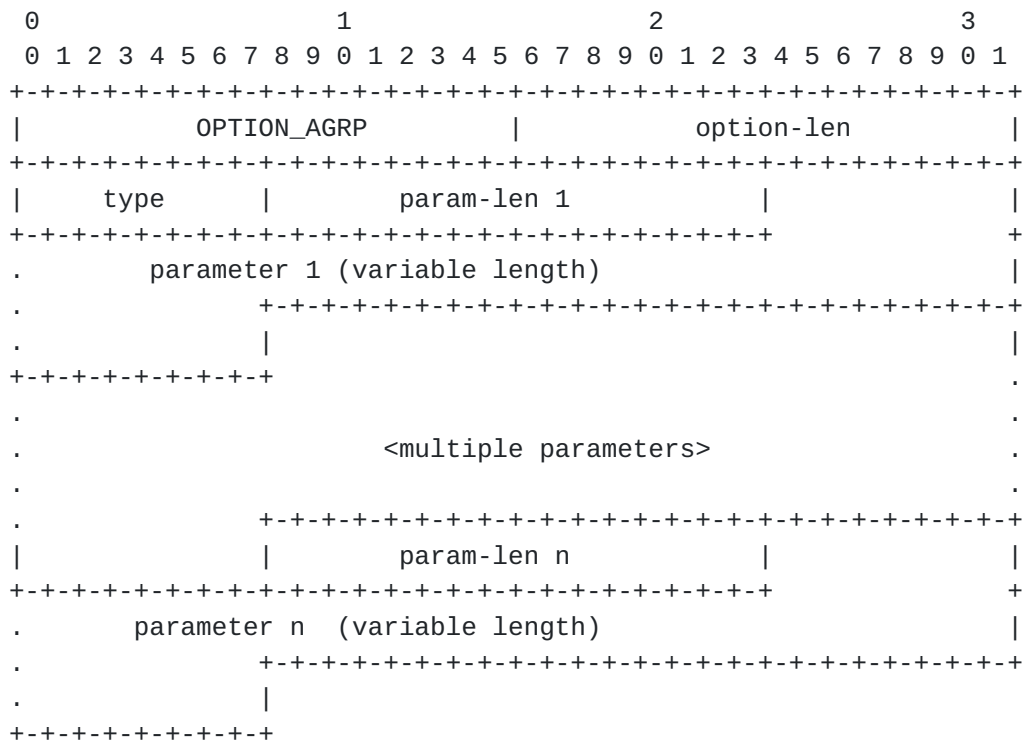 0                   1                   2                   3
 0 1 2 3 4 5 6 7 8 9 0 1 2 3 4 5 6 7 8 9 0 1 2 3 4 5 6 7 8 9 0 1
+-+-+-+-+-+-+-+-+-+-+-+-+-+-+-+-+-+-+-+-+-+-+-+-+-+-+-+-+-+-+-+-+
|           OPTION_AGRP         |           option-len          |
+-+-+-+-+-+-+-+-+-+-+-+-+-+-+-+-+-+-+-+-+-+-+-+-+-+-+-+-+-+-+-+-+
|     type      |        param-len 1            |               |
+-+-+-+-+-+-+-+-+-+-+-+-+-+-+-+-+-+-+-+-+-+-+-+-+               +
.        parameter 1 (variable length)                          |
.               +-+-+-+-+-+-+-+-+-+-+-+-+-+-+-+-+-+-+-+-+-+-+-+-+
.               |                                               |
+-+-+-+-+-+-+-+-+                                               .
.                                                               .
.                       <multiple parameters>                   .
.                                                               .
.               +-+-+-+-+-+-+-+-+-+-+-+-+-+-+-+-+-+-+-+-+-+-+-+-+
|               |        param-len n            |               |
+-+-+-+-+-+-+-+-+-+-+-+-+-+-+-+-+-+-+-+-+-+-+-+-+               +
.       parameter n  (variable length)                          |
.               +-+-+-+-+-+-+-+-+-+-+-+-+-+-+-+-+-+-+-+-+-+-+-+-+
.               |
+-+-+-+-+-+-+-+-+